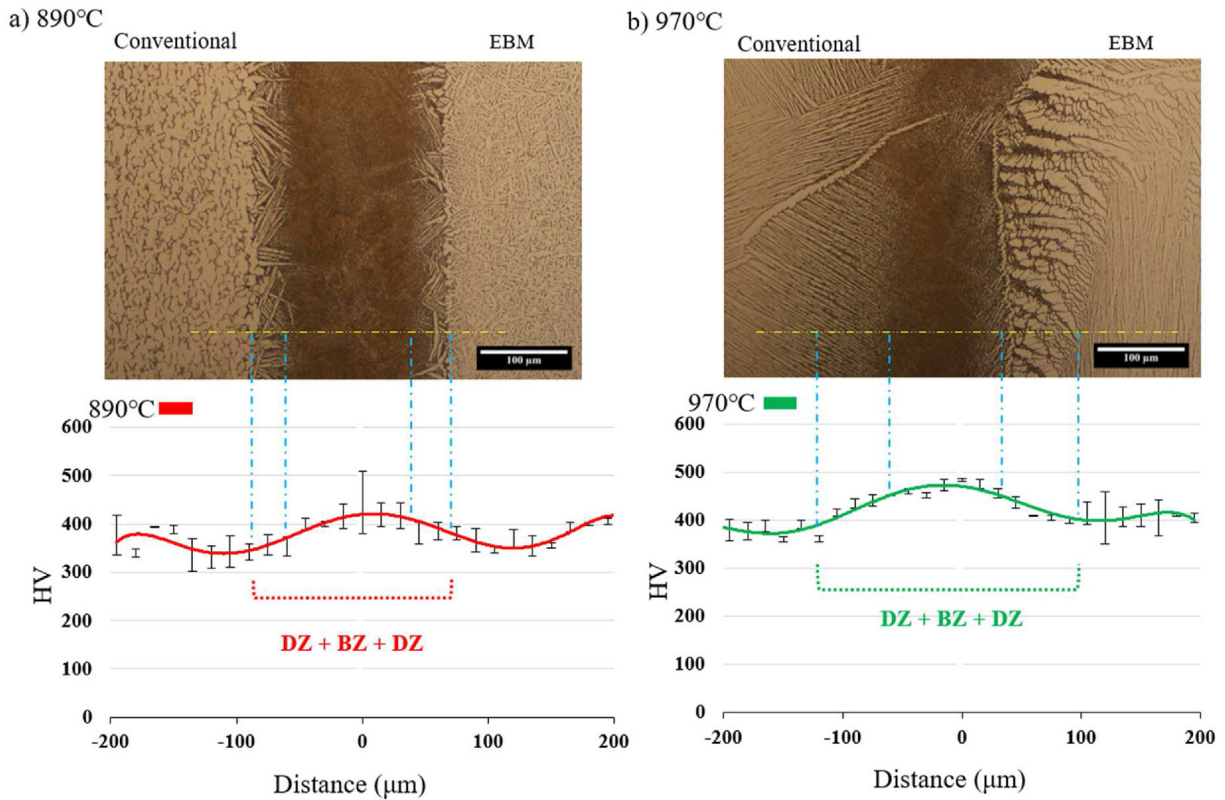 a) 890°C
Conventional
EBM
100 μm
890°C
600
500
400
300
200
100
0
HV
DZ + BZ + DZ
-200
-100
0
100
200
Distance (μm)
b) 970°C
Conventional
EBM
100 μm
970°C
600
500
400
300
200
100
0
HV
DZ + BZ + DZ
-200
-100
0
100
200
Distance (μm)